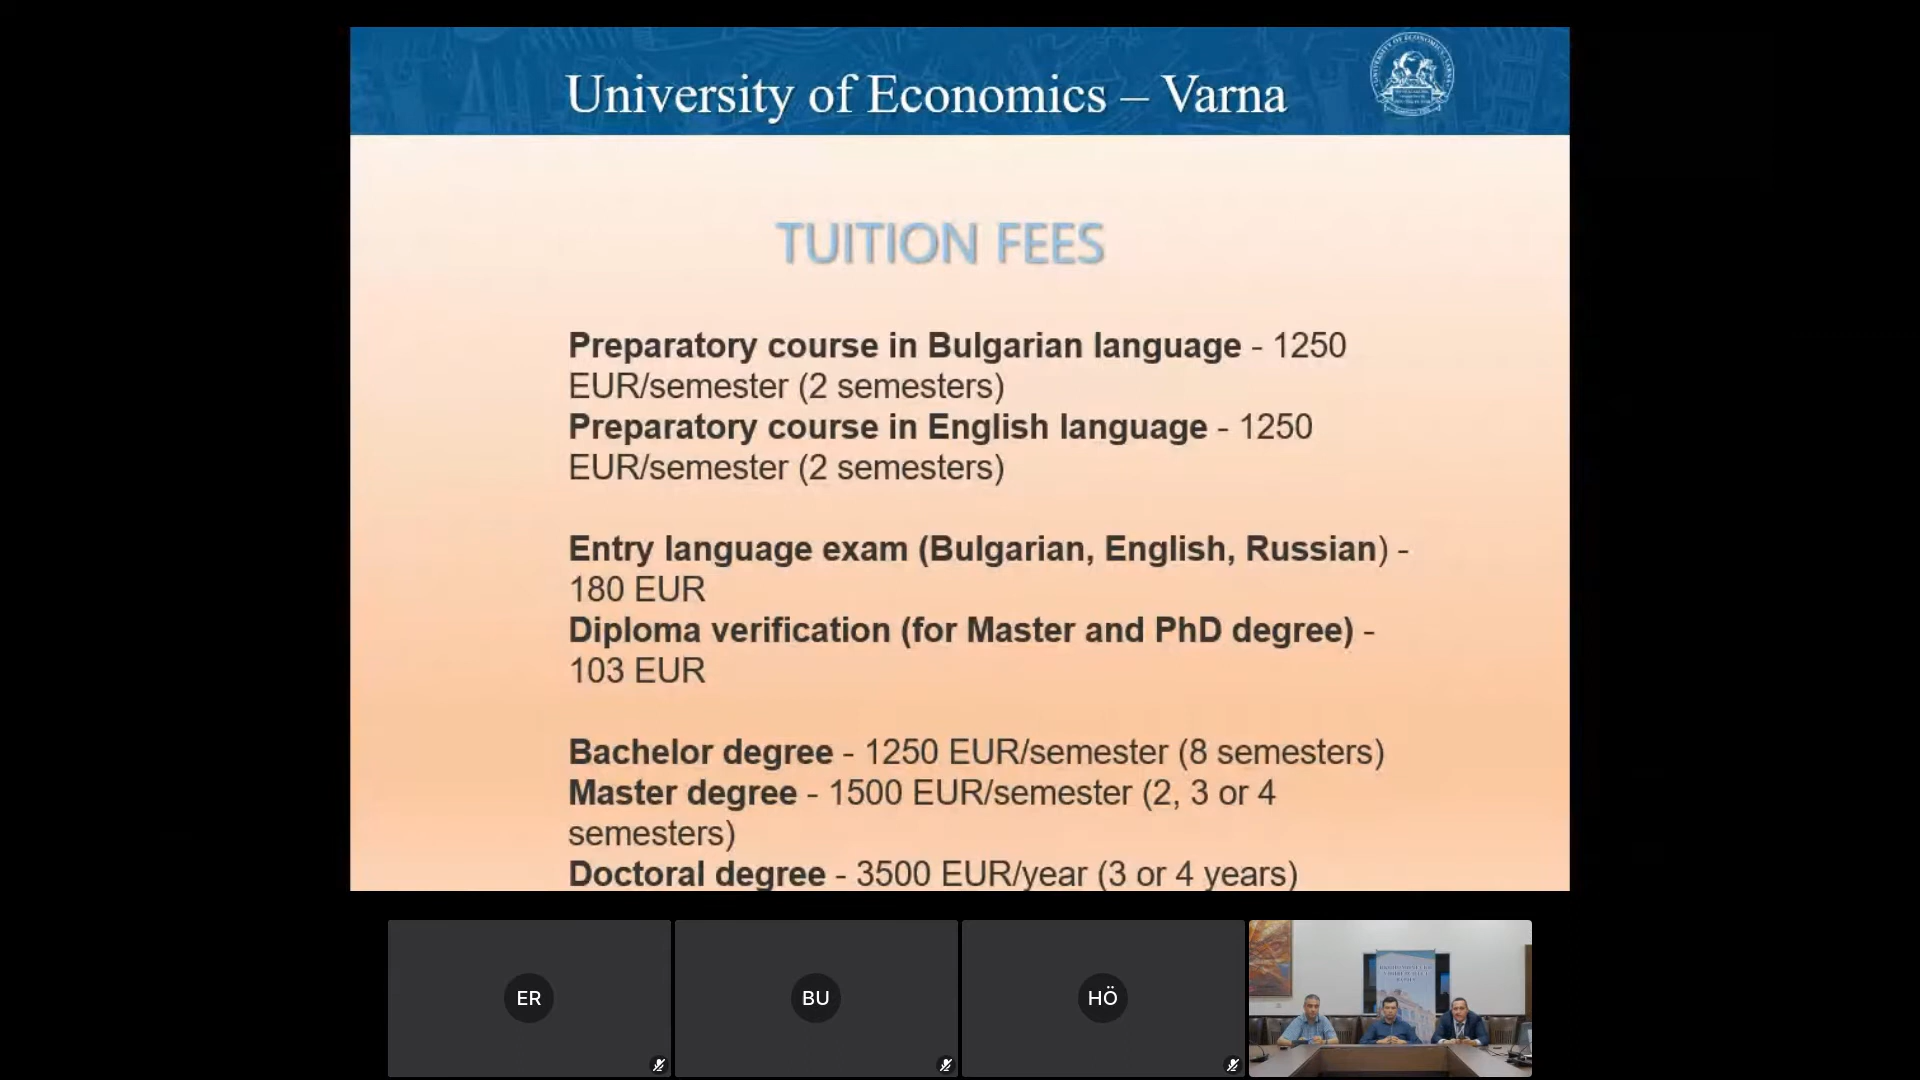 University of Economics – Varna
TUITION FEES
Preparatory course in Bulgarian language - 1250
EUR/semester (2 semesters)
Preparatory course in English language - 1250
EUR/semester (2 semesters)
Entry language exam (Bulgarian, English, Russian) -
180 EUR
Diploma verification (for Master and PhD degree) -
103 EUR
Bachelor degree - 1250 EUR/semester (8 semesters)
Master degree - 1500 EUR/semester (2, 3 or 4
semesters)
Doctoral degree - 3500 EUR/year (3 or 4 years)
ER
BU
HÖ